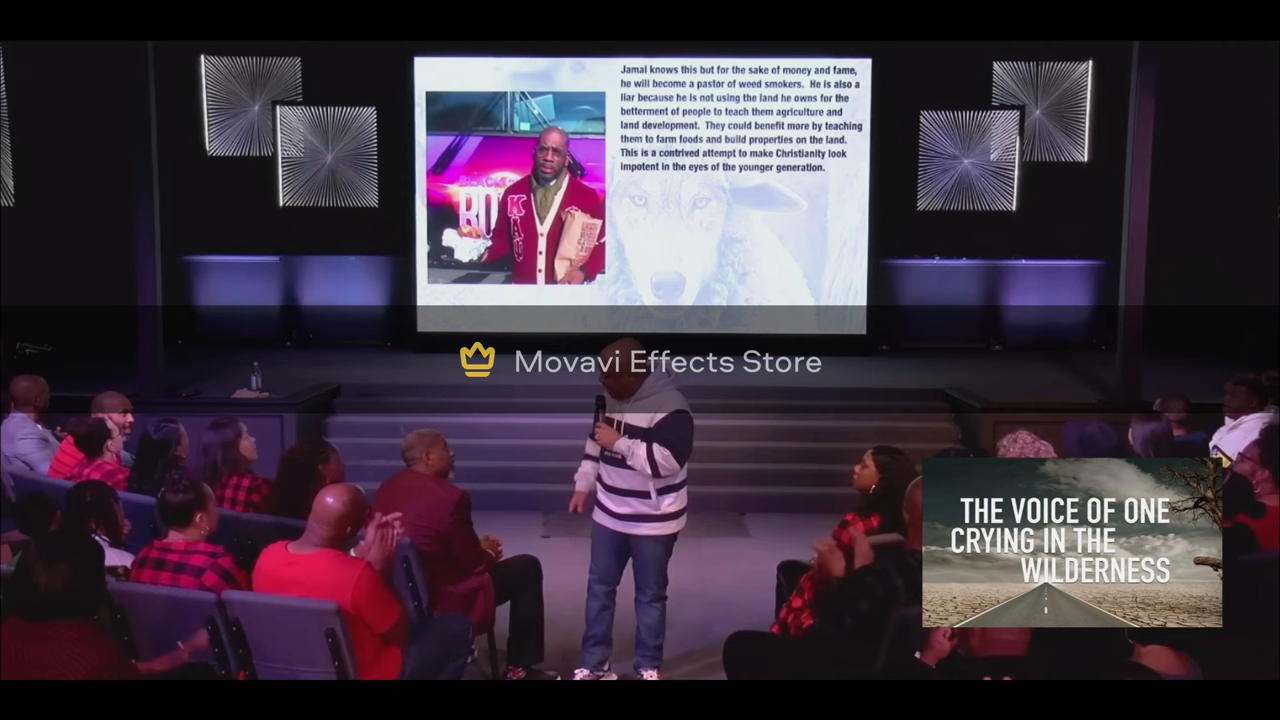 Jamal knows this but for the sake of money and fame,
he will become a pastor of weed smokers. He is also a
liar because he is not using the land he owns for the
betterment of people to teach them agriculture and
land development. They could benefit more by teaching
them to farm foods and build properties on the land.
This is a contrived attempt to make Christianity look
impotent in the eyes of the younger generation.
KAΨ
Movavi Effects Store
THE VOICE OF ONE
CRYING IN THE
WILDERNESS